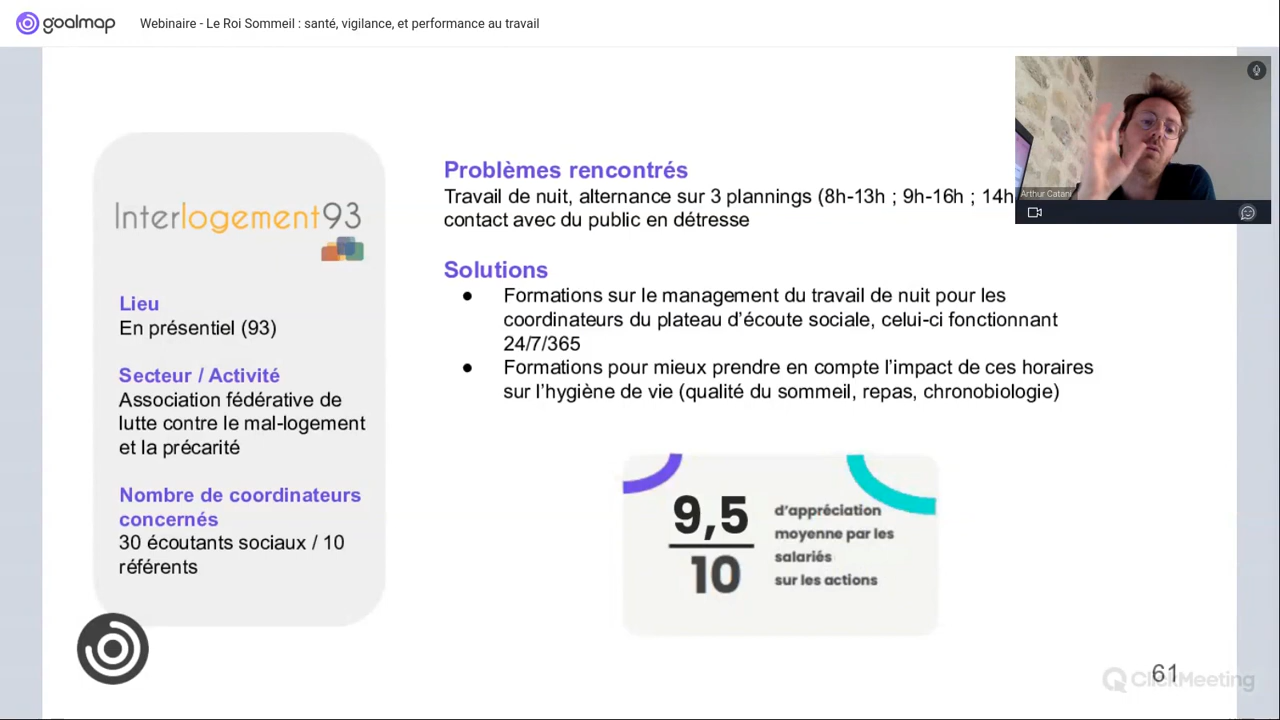 goalmap
Webinaire - Le Roi Sommeil : santé, vigilance, et performance au travail
Interlogement93
Lieu
En présentiel (93)
Secteur / Activité
Association fédérative de
lutte contre le mal-logement
et la précarité
Nombre de coordinateurs
concernés
30 écoutants sociaux / 10
référents
Problèmes rencontrés
Travail de nuit, alternance sur 3 plannings (8h-13h ; 9h-16h ; 14h
contact avec du public en détresse
Solutions
● Formations sur le management du travail de nuit pour les
coordinateurs du plateau d’écoute sociale, celui-ci fonctionnant
24/7/365
● Formations pour mieux prendre en compte l’impact de ces horaires
sur l’hygiène de vie (qualité du sommeil, repas, chronobiologie)
9,5
10
d’appréciation
moyenne par les
salariés
sur les actions
Arthur Catani
61
ClickMeeting